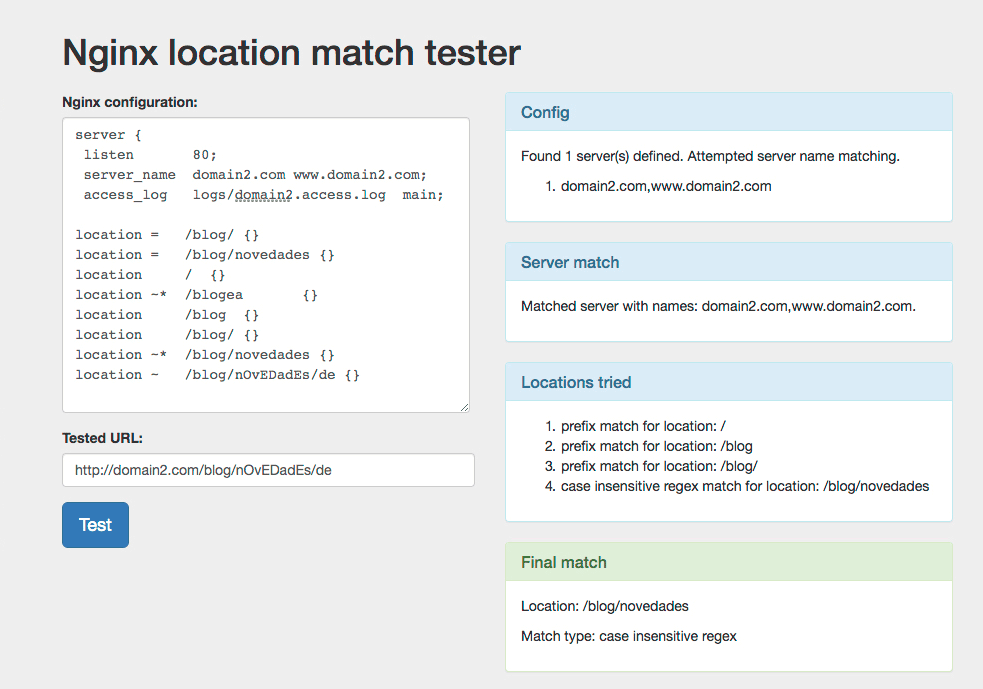 Nginx location match tester
Nginx configuration:
server {
listen 80;
server_name domain2.com www.domain2.com;
access_log logs/domain2.access.log main;
location = /blog/ {}
location = /blog/novedades {}
location / {}
location ~* /blogea {}
location /blog {}
location /blog/ {}
location ~* /blog/novedades {}
location ~ /blog/nOvEDadEs/de {}
Tested URL:
http://domain2.com/blog/nOvEDadEs/de
Test
Config
Found 1 server(s) defined. Attempted server name matching.
1. domain2.com,www.domain2.com
Server match
Matched server with names: domain2.com,www.domain2.com.
Locations tried
1. prefix match for location: /
2. prefix match for location: /blog
3. prefix match for location: /blog/
4. case insensitive regex match for location: /blog/novedades
Final match
Location: /blog/novedades
Match type: case insensitive regex